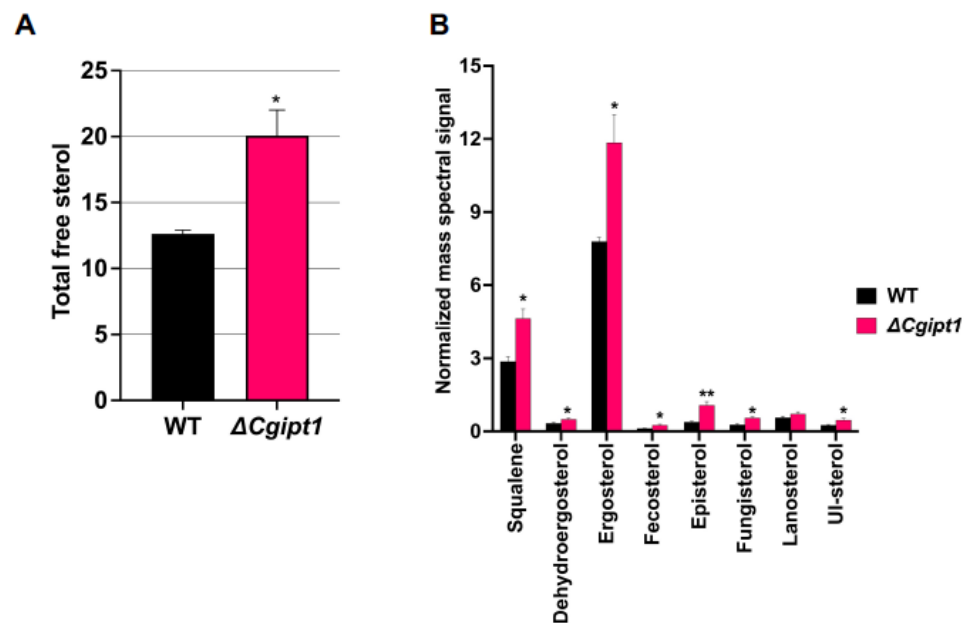 A
Total free sterol
25
20
15
10
5
0
*
WT
ΔCgipt1
B
Normalized mass spectral signal
15
12
9
6
3
0
*
*
*
*
**
*
*
Squalene
Dehydroergosterol
Ergosterol
Fecosterol
Episterol
Fungisterol
Lanosterol
UI-sterol
WT
ΔCgipt1